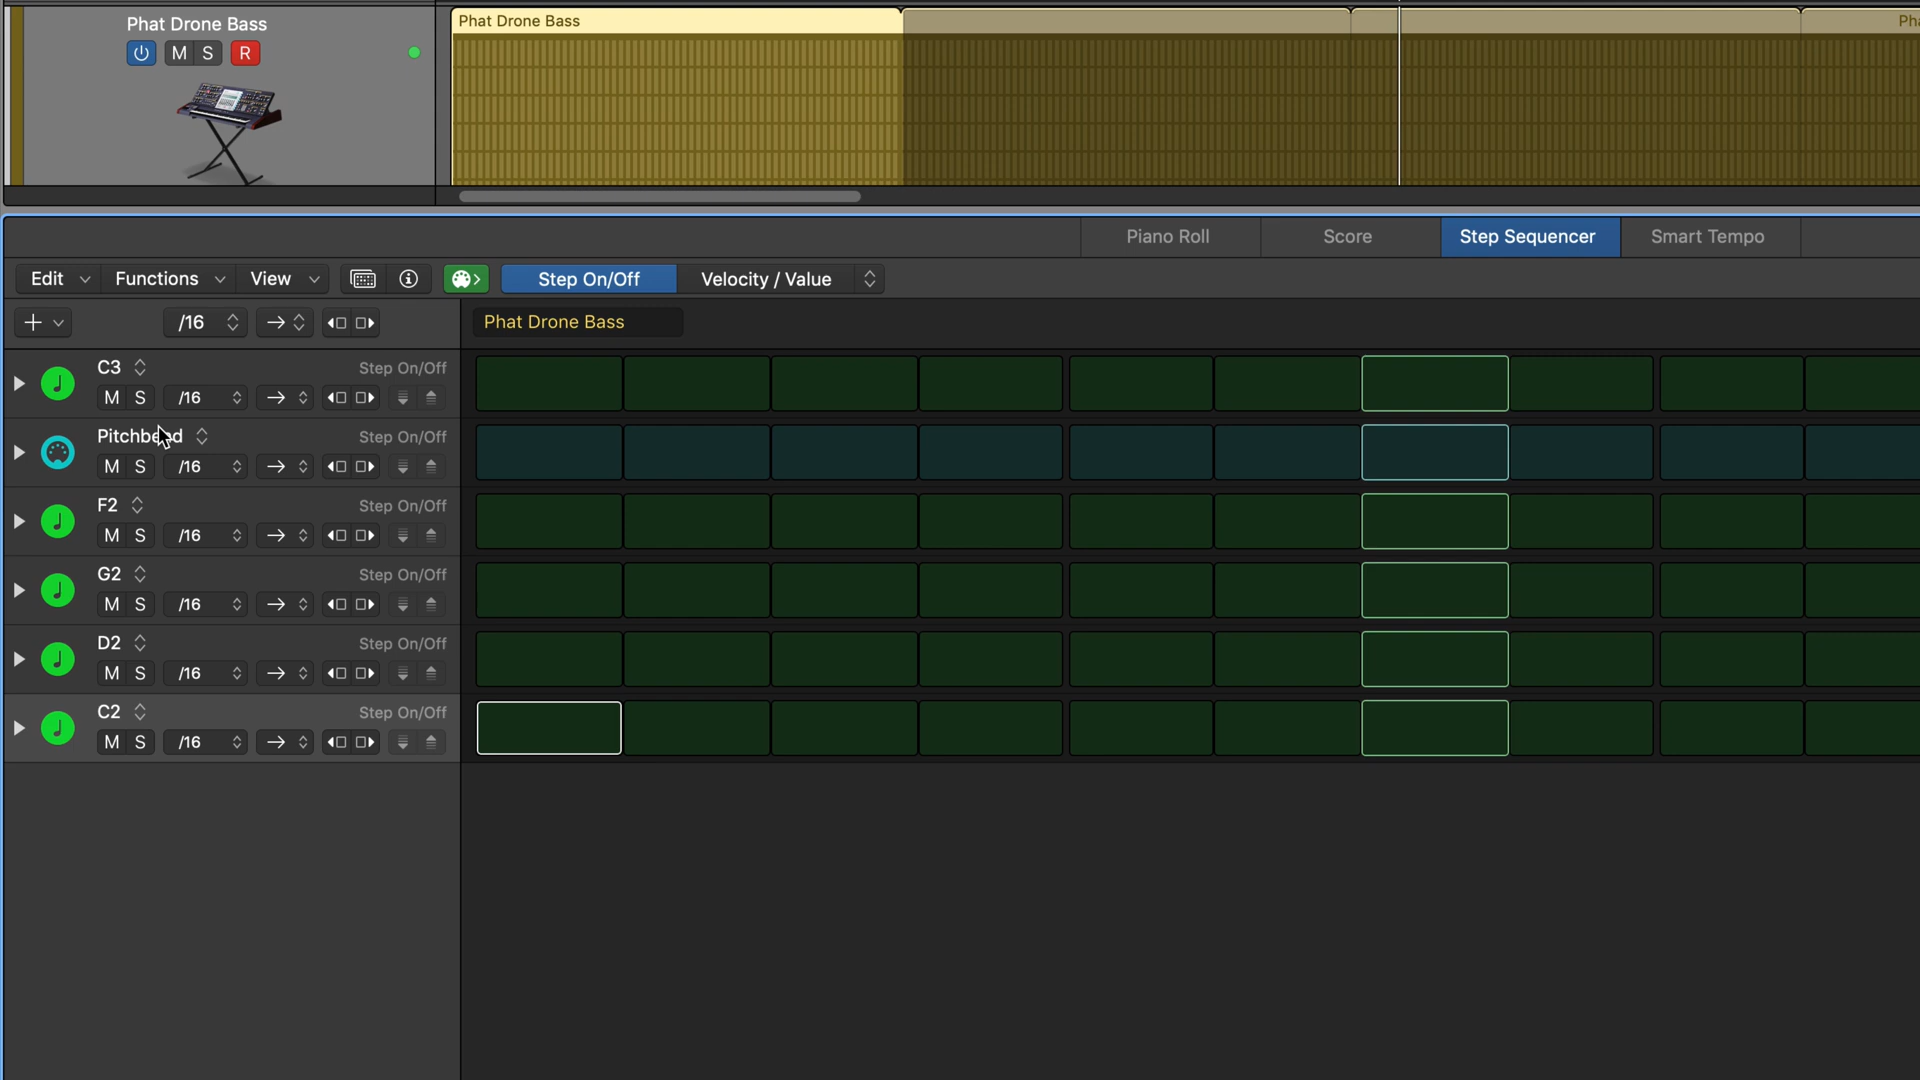 Phat Drone Bass
M S R
Phat Drone Bass
Pha
Piano Roll
Score
Step Sequencer
Smart Tempo
Edit
Functions
View
Step On/Off
Velocity / Value
/16
Phat Drone Bass
C3
Step On/Off
M S /16
Pitchbend
Step On/Off
M S /16
F2
Step On/Off
M S /16
G2
Step On/Off
M S /16
D2
Step On/Off
M S /16
C2
Step On/Off
M S /16